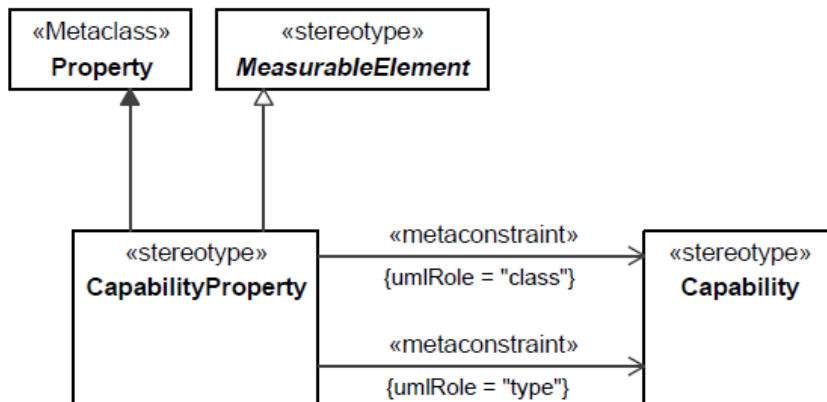 «Metaclass»
Property
«stereotype»
MeasurableElement
«stereotype»
CapabilityProperty
«metaconstraint»
{umlRole = "class"}
«metaconstraint»
{umlRole = "type"}
«stereotype»
Capability